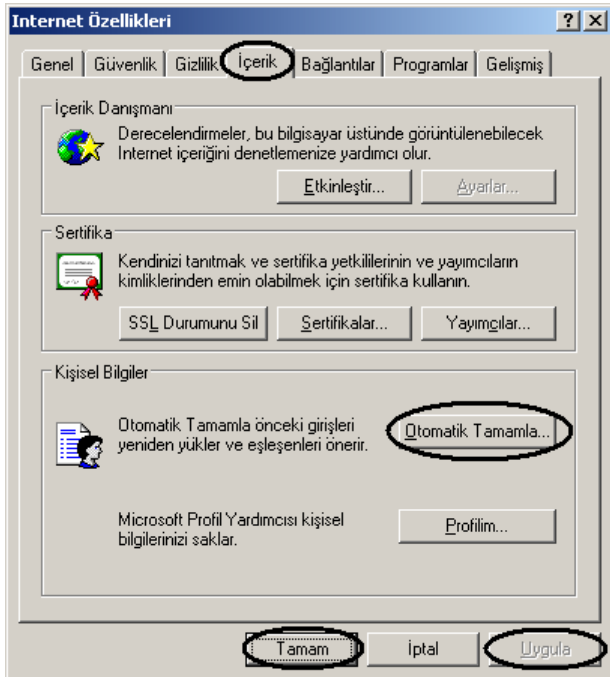 Internet Özellikleri
Genel Güvenlik Gizlilik İçerik Bağlantılar Programlar Gelişmiş
İçerik Danışmanı
Derecelendirmeler, bu bilgisayar üstünde görüntülenebilecek
Internet içeriğini denetlemenize yardımcı olur.
Etkinleştir... Ayarlar...
Sertifika
Kendinizi tanıtmak ve sertifika yetkililerinin ve yayımcıların
kimliklerinden emin olabilmek için sertifika kullanın.
SSL Durumunu Sil Sertifikalar... Yayımcılar...
Kişisel Bilgiler
Otomatik Tamamla önceki girişleri
yeniden yükler ve eşleşenleri önerir.
Otomatik Tamamla...
Microsoft Profil Yardımcısı kişisel
bilgilerinizi saklar.
Profilim...
Tamam İptal Uygula